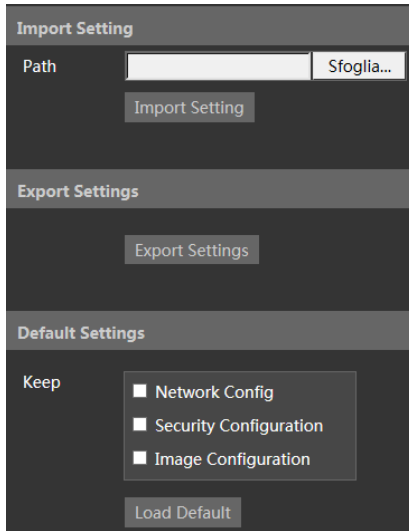 Import Setting
Path Sfoglia...
Import Setting
Export Settings
Export Settings
Default Settings
Keep
Network Config
Security Configuration
Image Configuration
Load Default